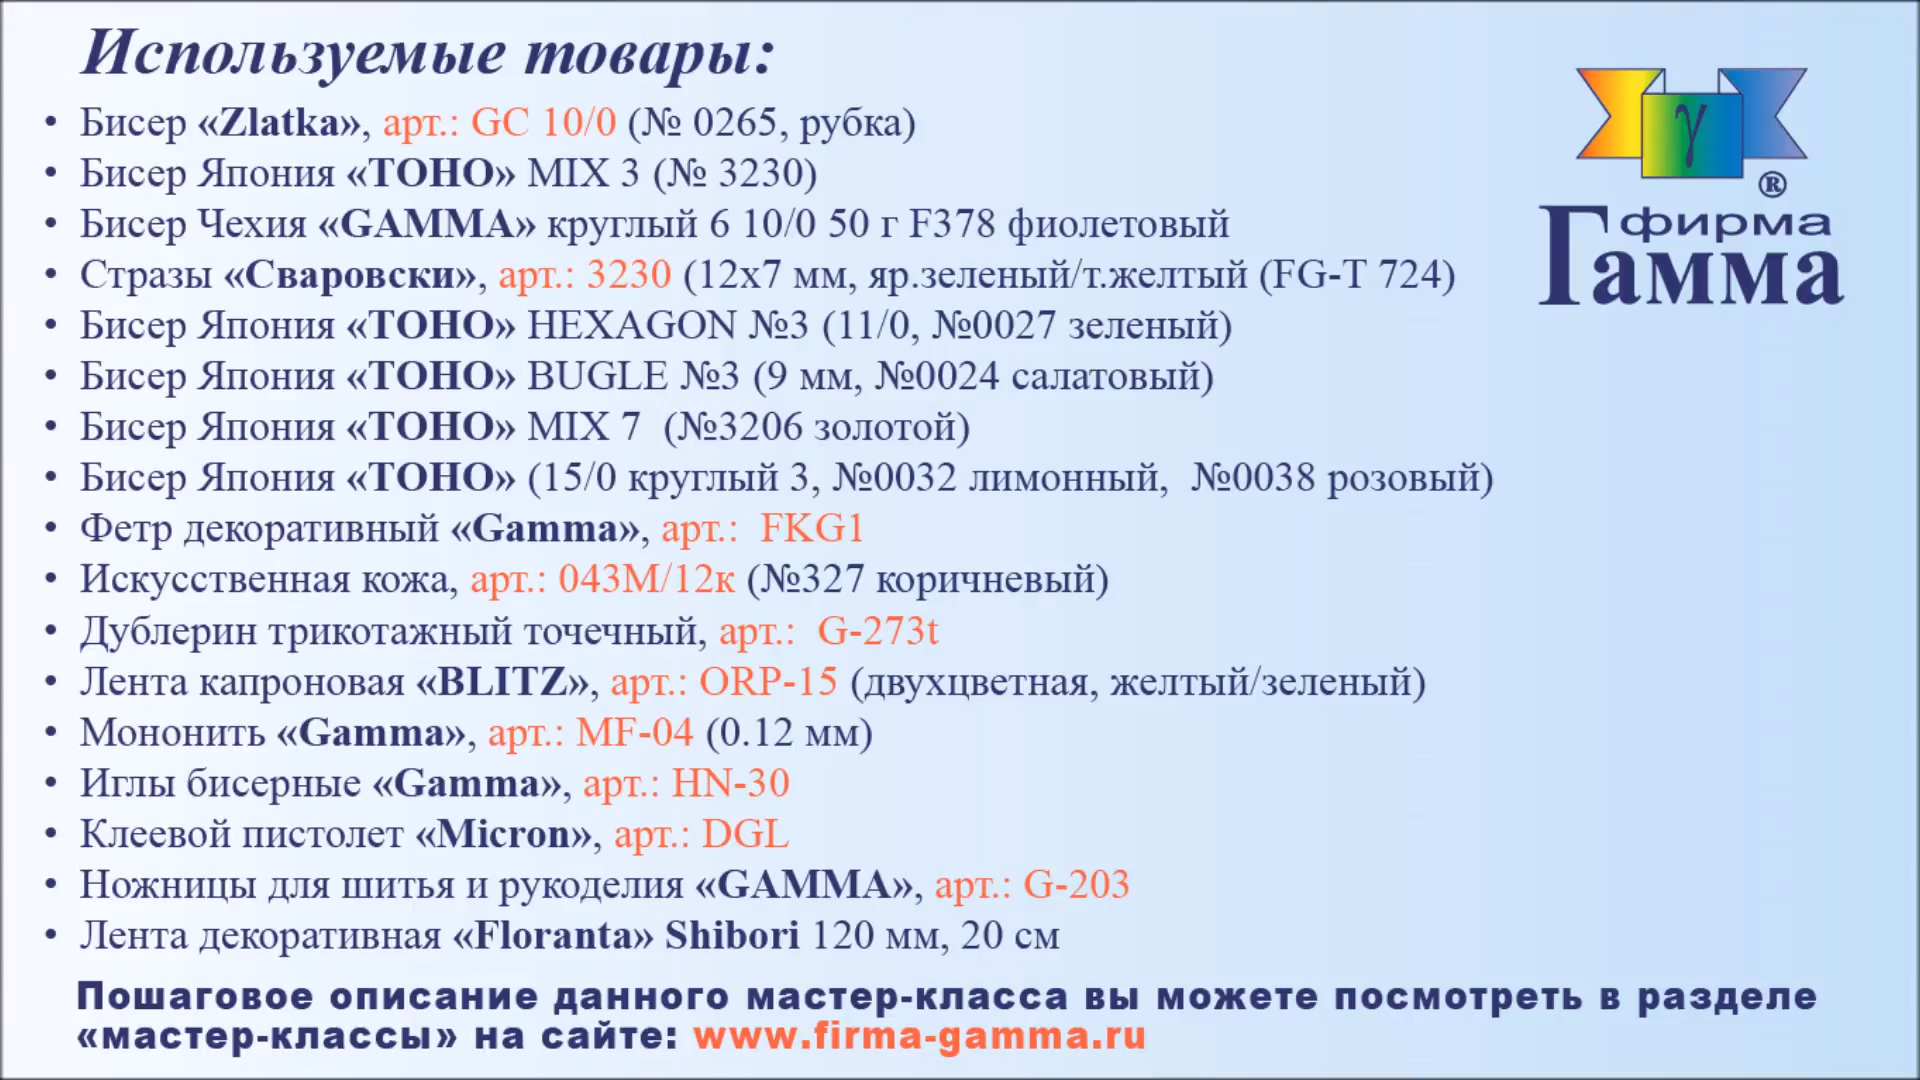 Используемые товары:
• Бисер «Zlatka», арт.: GC 10/0 (№ 0265, рубка)
• Бисер Япония «ТОНО» MIX 3 (№ 3230)
• Бисер Чехия «GAMMA» круглый 6 10/0 50 г F378 фиолетовый
• Стразы «Сваровски», арт.: 3230 (12х7 мм, яр.зеленый/т.желтый (FG-T 724)
• Бисер Япония «ТОНО» HEXAGON №3 (11/0, №0027 зеленый)
• Бисер Япония «ТОНО» BUGLE №3 (9 мм, №0024 салатовый)
• Бисер Япония «ТОНО» MIX 7 (№3206 золотой)
• Бисер Япония «ТОНО» (15/0 круглый 3, №0032 лимонный, №0038 розовый)
• Фетр декоративный «Gamma», арт.: FKG1
• Искусственная кожа, арт.: 043М/12к (№327 коричневый)
• Дублерин трикотажный точечный, арт.: G-273t
• Лента капроновая «BLITZ», арт.: ORP-15 (двухцветная, желтый/зеленый)
• Мононить «Gamma», арт.: MF-04 (0.12 мм)
• Иглы бисерные «Gamma», арт.: HN-30
• Клеевой пистолет «Micron», арт.: DGL
• Ножницы для шитья и рукоделия «GAMMA», арт.: G-203
• Лента декоративная «Floranta» Shibori 120 мм, 20 см
Пошаговое описание данного мастер-класса вы можете посмотреть в разделе
«мастер-классы» на сайте: www.firma-gamma.ru
γ
®
фирма
Гамма